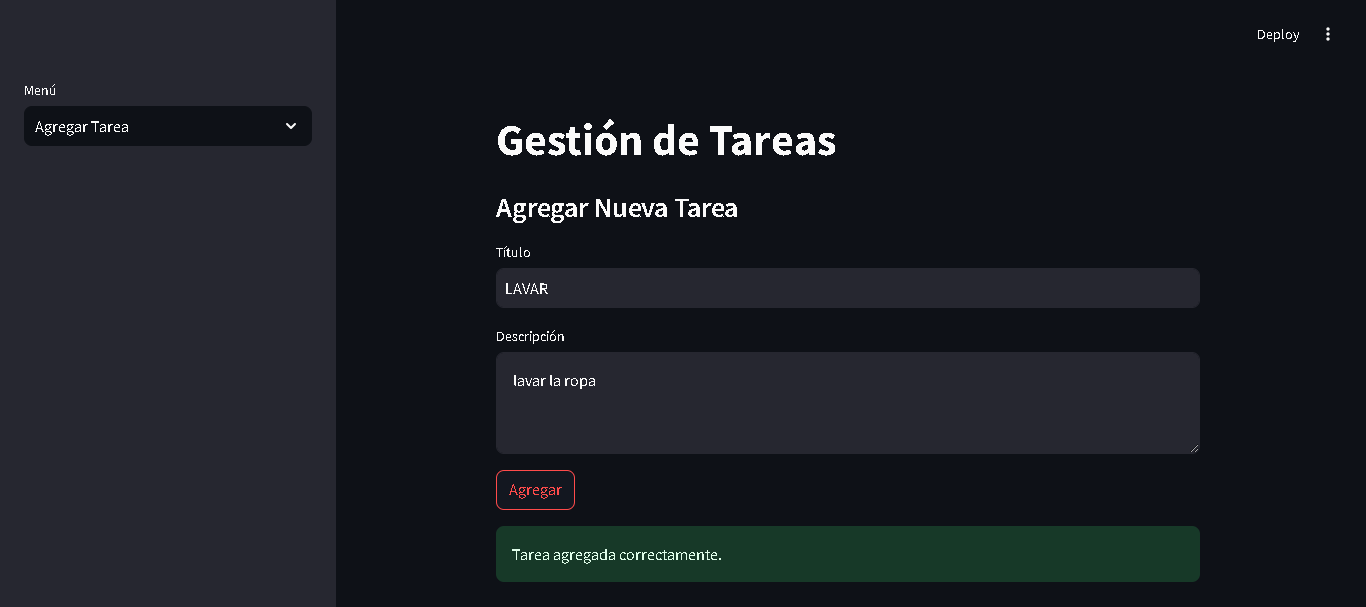 Deploy
Menú
Agregar Tarea
Gestión de Tareas
Agregar Nueva Tarea
Título
LAVAR
Descripción
lavar la ropa
Agregar
Tarea agregada correctamente.